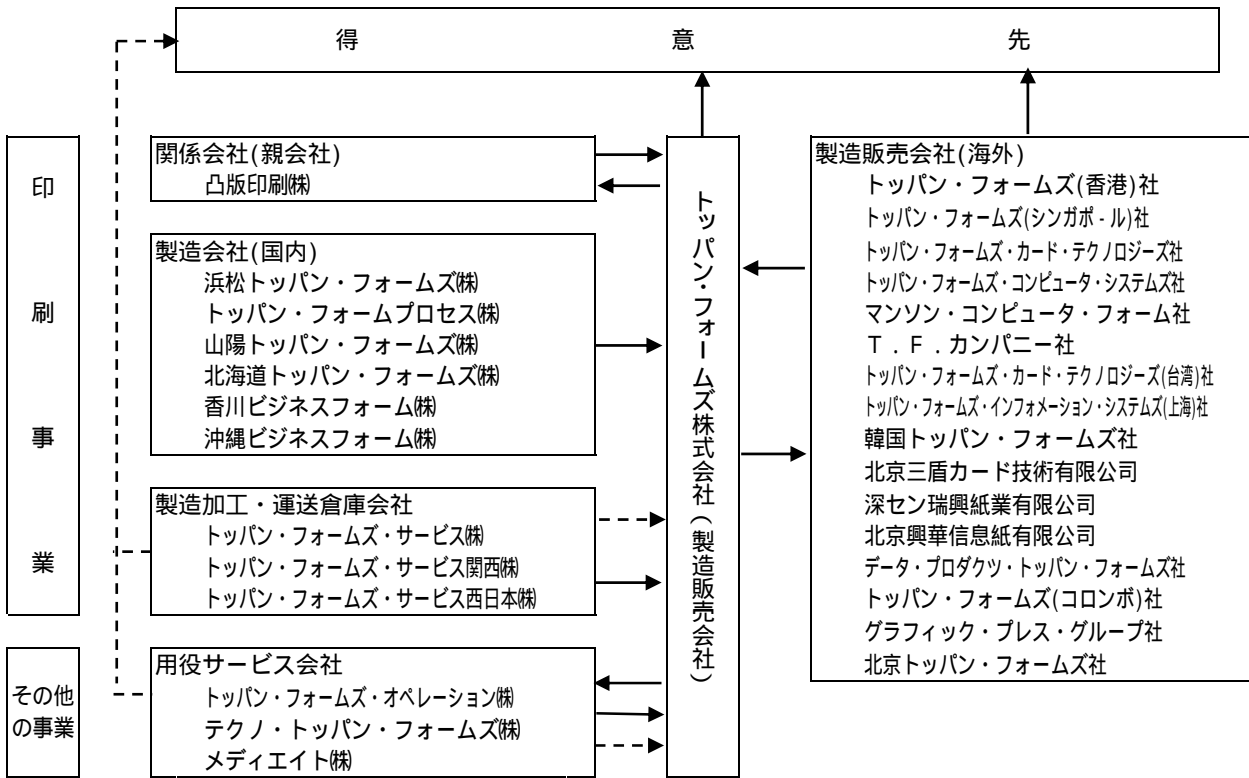 得意先
印刷事業
関係会社(親会社)
凸版印刷㈱
製造会社(国内)
浜松トッパン・フォームズ㈱
トッパン・フォームプロセス㈱
山陽トッパン・フォームズ㈱
北海道トッパン・フォームズ㈱
香川ビジネスフォーム㈱
沖縄ビジネスフォーム㈱
製造加工・運送倉庫会社
トッパン・フォームズ・サービス㈱
トッパン・フォームズ・サービス関西㈱
トッパン・フォームズ・サービス西日本㈱
その他
の事業
用役サービス会社
トッパン・フォームズ・オペレーション㈱
テクノ・トッパン・フォームズ㈱
メディエイト㈱
トッパン・フォームズ株式会社(製造販売会社)
製造販売会社(海外)
トッパン・フォームズ(香港)社
トッパン・フォームズ(シンガポ-ル)社
トッパン・フォームズ・カード・テクノロジーズ社
トッパン・フォームズ・コンピュータ・システムズ社
マンソン・コンピュータ・フォーム社
T.F.カンパニー社
トッパン・フォームズ・カード・テクノロジーズ(台湾)社
トッパン・フォームズ・インフォメーション・システムズ(上海)社
韓国トッパン・フォームズ社
北京三盾カード技術有限公司
深セン瑞興紙業有限公司
北京興華信息紙有限公司
データ・プロダクツ・トッパン・フォームズ社
トッパン・フォームズ(コロンボ)社
グラフィック・プレス・グループ社
北京トッパン・フォームズ社